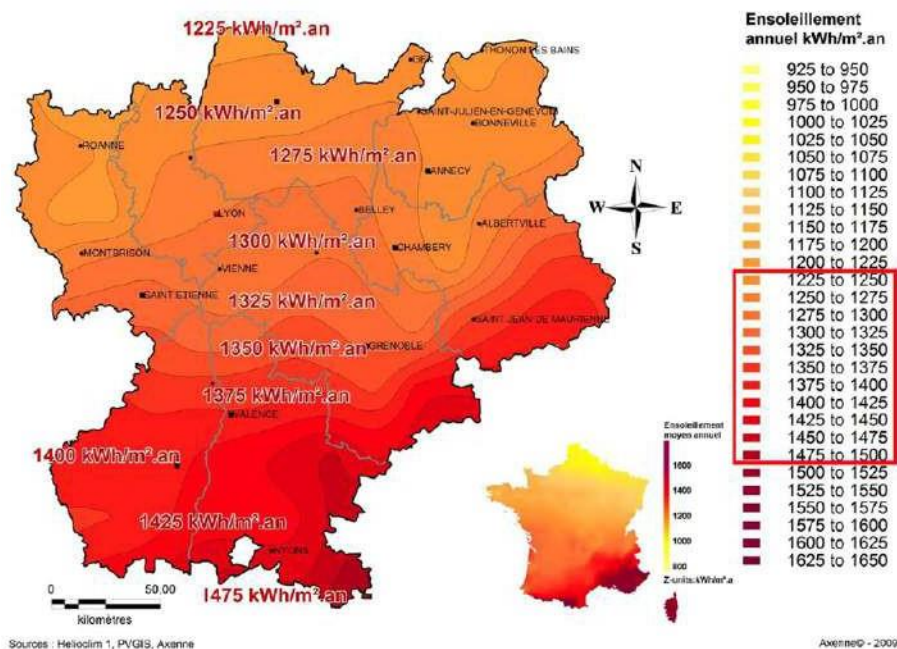 1225 kWh/m².an
THONON LES BAINS
GEX
1250 kWh/m².an
SAINT-JULIEN-EN-GENEVOIS
BONNEVILLE
ROANNE
1275 kWh/m².an
ANNECY
LYON
BELLEY
ALBERTVILLE
1300 kWh/m².an
CHAMBERY
MONTBRISON
VIENNE
SAINT ETIENNE
1325 kWh/m².an
SAINT JEAN DE MAURIENNE
1350 kWh/m².an
GRENOBLE
1375 kWh/m².an
VALENCE
1400 kWh/m².an
1425 kWh/m².an
NYONS
1475 kWh/m².an
0 50.00
kilomètres
N
W E
S
Ensoleillement
moyen annuel
1600
1400
1200
1000
800
Z-units:kWh/m².a
Ensoleillement
annuel kWh/m².an
925 to 950
950 to 975
975 to 1000
1000 to 1025
1025 to 1050
1050 to 1075
1075 to 1100
1100 to 1125
1125 to 1150
1150 to 1175
1175 to 1200
1200 to 1225
1225 to 1250
1250 to 1275
1275 to 1300
1300 to 1325
1325 to 1350
1350 to 1375
1375 to 1400
1400 to 1425
1425 to 1450
1450 to 1475
1475 to 1500
1500 to 1525
1525 to 1550
1550 to 1575
1575 to 1600
1600 to 1625
1625 to 1650
Sources : Helioclim 1, PVGIS, Axenne
Axenne© - 2009